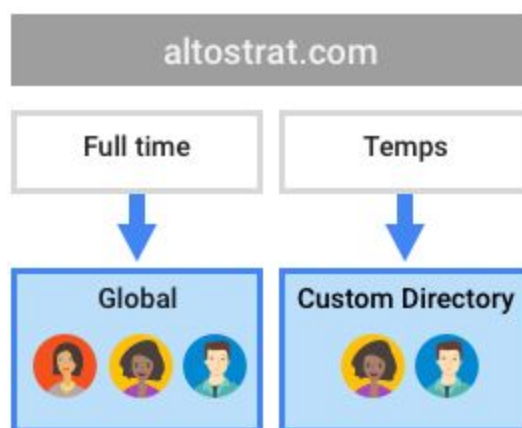 altostrat.com
Full time
Temps
Global
Custom Directory